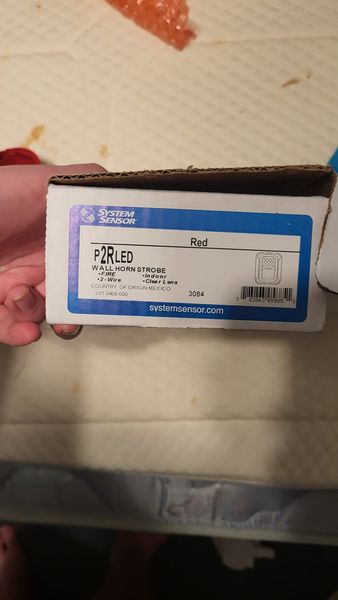 SYSTEM
SENSOR
Red
P2RLED
WALL HORN STROBE
•FIRE •Indoor
•2-Wire •Clear Lens
COUNTRY OF ORIGIN MEXICO
L01-3468-000 3084
systemsensor.com